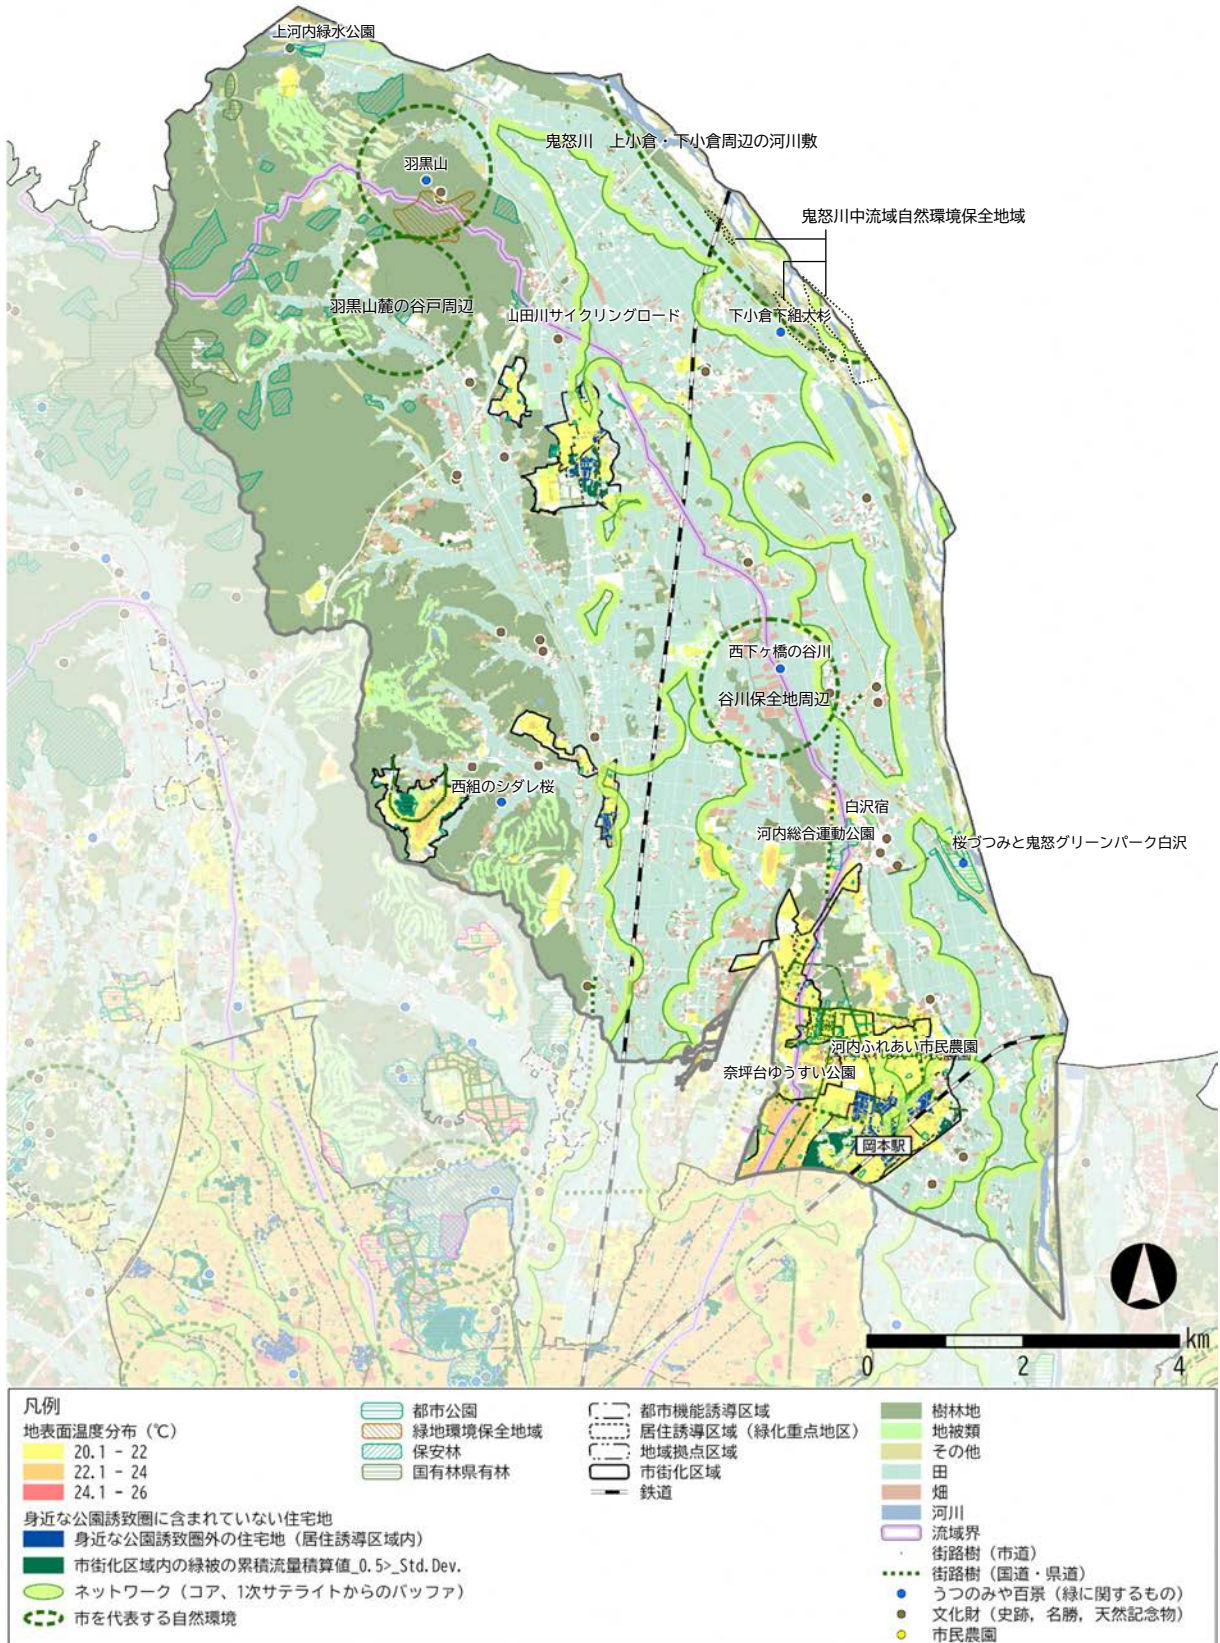 上河内緑水公園
鬼怒川　上小倉・下小倉周辺の河川敷
羽黒山
鬼怒川中流域自然環境保全地域
羽黒山麓の谷戸周辺
山田川サイクリングロード
下小倉下組大杉
西下ヶ橋の谷川
谷川保全地周辺
西組のシダレ桜
白沢宿
河内総合運動公園
桜づつみと鬼怒グリーンパーク白沢
河内ふれあい市民農園
奈坪台ゆうすい公園
岡本駅
km
0 2 4
凡例
地表面温度分布（℃）
20.1 - 22
22.1 - 24
24.1 - 26
身近な公園誘致圏に含まれていない住宅地
身近な公園誘致圏外の住宅地（居住誘導区域内）
市街化区域内の緑被の累積流量積算値_0.5>_Std.Dev.
ネットワーク（コア、1次サテライトからのバッファ）
市を代表する自然環境
都市公園
緑地環境保全地域
保安林
国有林県有林
都市機能誘導区域
居住誘導区域（緑化重点地区）
地域拠点区域
市街化区域
鉄道
樹林地
地被類
その他
田
畑
河川
流域界
街路樹（市道）
街路樹（国道・県道）
うつのみや百景（緑に関するもの）
文化財（史跡，名勝，天然記念物）
市民農園